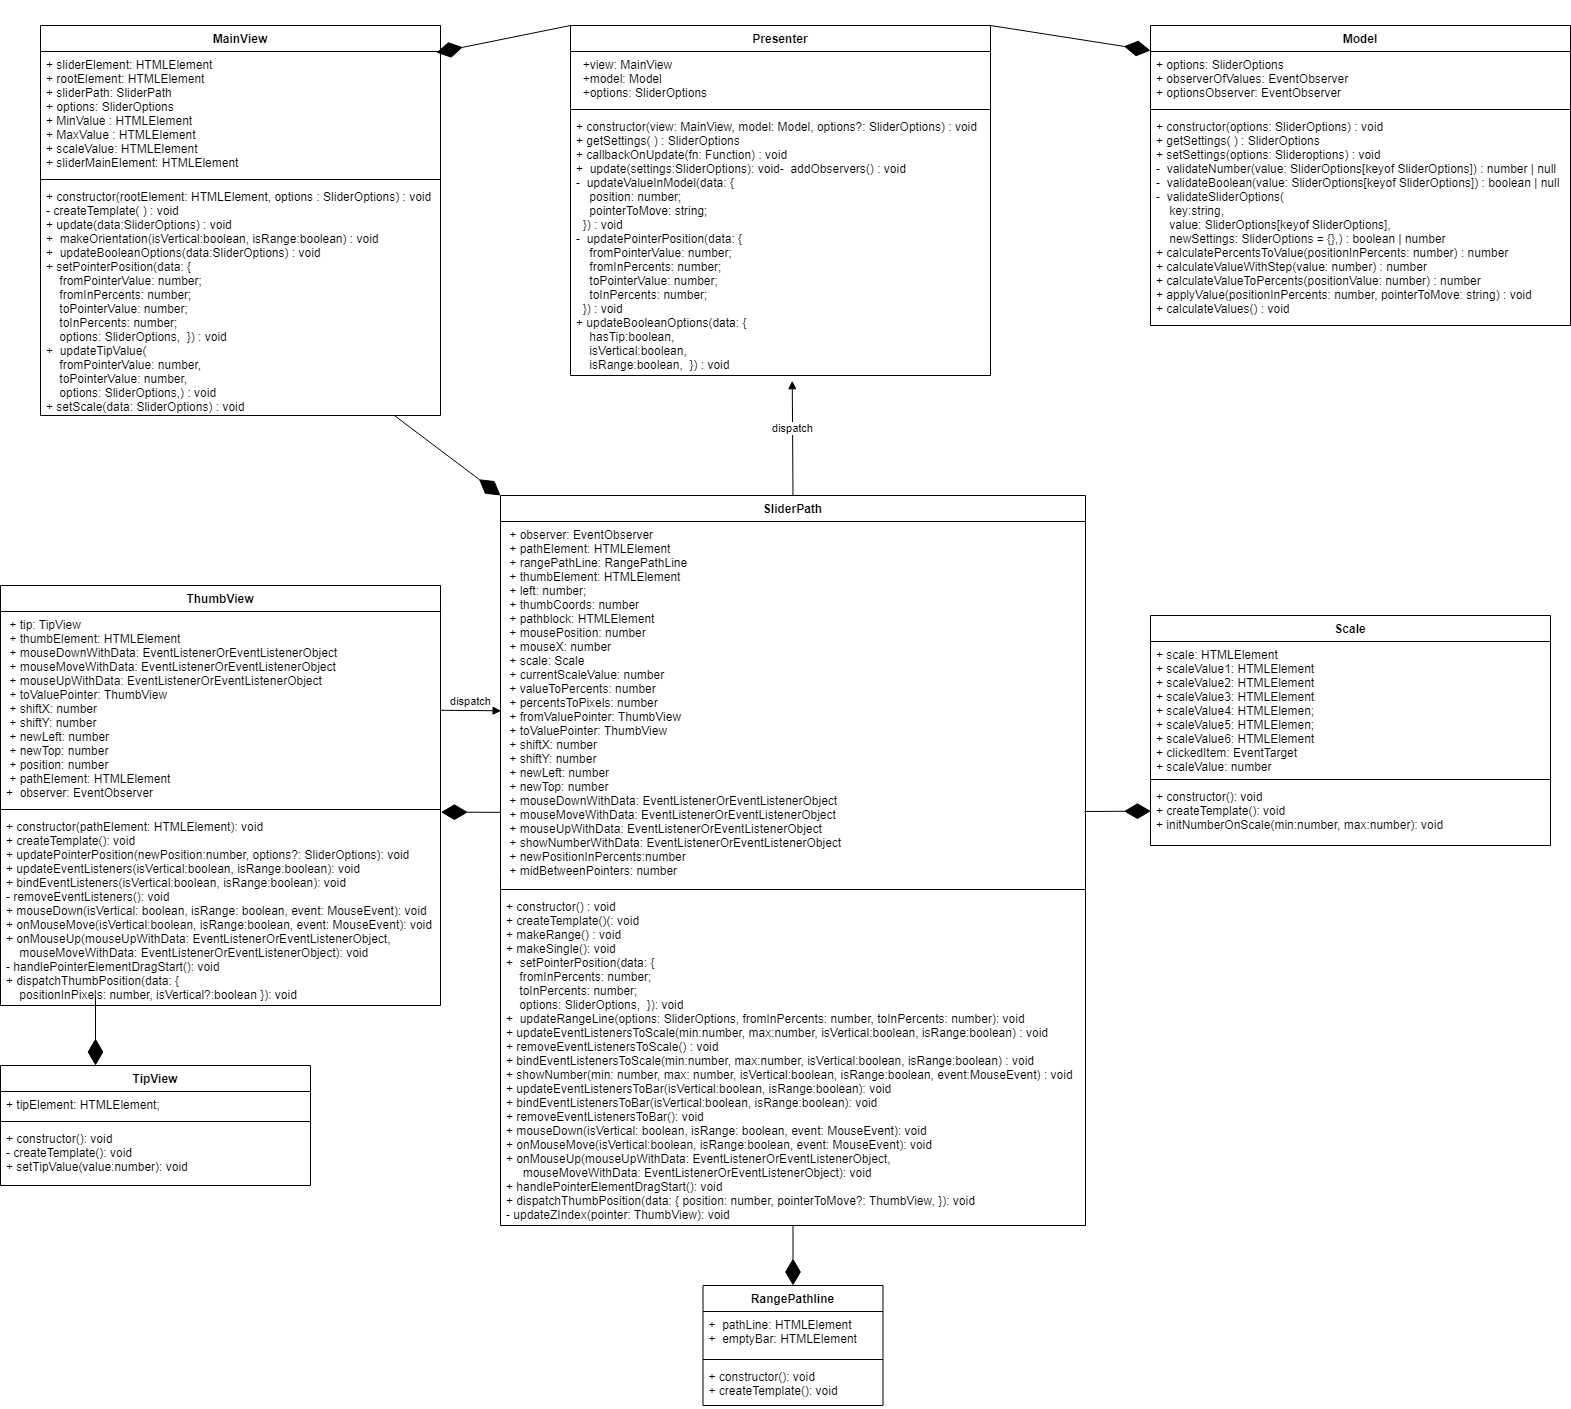 MainView
+ sliderElement: HTMLElement
+ rootElement: HTMLElement
+ sliderPath: SliderPath
+ options: SliderOptions
+ MinValue : HTMLElement
+ MaxValue : HTMLElement
+ scaleValue: HTMLElement
+ sliderMainElement: HTMLElement
+ constructor(rootElement: HTMLElement, options : SliderOptions) : void
- createTemplate( ) : void
+ update(data:SliderOptions) : void
+  makeOrientation(isVertical:boolean, isRange:boolean) : void
+  updateBooleanOptions(data:SliderOptions) : void
+ setPointerPosition(data: {
fromPointerValue: number;
fromInPercents: number;
toPointerValue: number;
toInPercents: number;
options: SliderOptions,  }) : void
+  updateTipValue(
fromPointerValue: number,
toPointerValue: number,
options: SliderOptions,) : void
+ setScale(data: SliderOptions) : void
Presenter
+view: MainView
+model: Model
+options: SliderOptions
+ constructor(view: MainView, model: Model, options?: SliderOptions) : void
+ getSettings( ) : SliderOptions
+ callbackOnUpdate(fn: Function) : void
+  update(settings:SliderOptions): void-  addObservers() : void
-  updateValueInModel(data: {
position: number;
pointerToMove: string;
}) : void
-  updatePointerPosition(data: {
fromPointerValue: number;
fromInPercents: number;
toPointerValue: number;
toInPercents: number;
}) : void
+ updateBooleanOptions(data: {
hasTip:boolean,
isVertical:boolean,
isRange:boolean,  }) : void
Model
+ options: SliderOptions
+ observerOfValues: EventObserver
+ optionsObserver: EventObserver
+ constructor(options: SliderOptions) : void
+ getSettings( ) : SliderOptions
+ setSettings(options: Slideroptions) : void
-  validateNumber(value: SliderOptions[keyof SliderOptions]) : number | null
-  validateBoolean(value: SliderOptions[keyof SliderOptions]) : boolean | null
-  validateSliderOptions(
key:string,
value: SliderOptions[keyof SliderOptions],
newSettings: SliderOptions = {},) : boolean | number
+ calculatePercentsToValue(positionInPercents: number) : number
+ calculateValueWithStep(value: number) : number
+ calculateValueToPercents(positionValue: number) : number
+ applyValue(positionInPercents: number, pointerToMove: string) : void
+ calculateValues() : void
dispatch
SliderPath
+ observer: EventObserver
+ pathElement: HTMLElement
+ rangePathLine: RangePathLine
+ thumbElement: HTMLElement
+ left: number;
+ thumbCoords: number
+ pathblock: HTMLElement
+ mousePosition: number
+ mouseX: number
+ scale: Scale
+ currentScaleValue: number
+ valueToPercents: number
+ percentsToPixels: number
+ fromValuePointer: ThumbView
+ toValuePointer: ThumbView
+ shiftX: number
+ shiftY: number
+ newLeft: number
+ newTop: number
+ mouseDownWithData: EventListenerOrEventListenerObject
+ mouseMoveWithData: EventListenerOrEventListenerObject
+ mouseUpWithData: EventListenerOrEventListenerObject
+ showNumberWithData: EventListenerOrEventListenerObject
+ newPositionInPercents:number
+ midBetweenPointers: number
+ constructor() : void
+ createTemplate()(: void
+ makeRange() : void
+ makeSingle(): void
+  setPointerPosition(data: {
fromInPercents: number;
toInPercents: number;
options: SliderOptions,  }): void
+  updateRangeLine(options: SliderOptions, fromInPercents: number, toInPercents: number): void
+ updateEventListenersToScale(min:number, max:number, isVertical:boolean, isRange:boolean) : void
+ removeEventListenersToScale() : void
+ bindEventListenersToScale(min:number, max:number, isVertical:boolean, isRange:boolean) : void
+ showNumber(min: number, max: number, isVertical:boolean, isRange:boolean, event:MouseEvent) : void
+ updateEventListenersToBar(isVertical:boolean, isRange:boolean): void
+ bindEventListenersToBar(isVertical:boolean, isRange:boolean): void
+ removeEventListenersToBar(): void
+ mouseDown(isVertical: boolean, isRange: boolean, event: MouseEvent): void
+ onMouseMove(isVertical:boolean, isRange:boolean, event: MouseEvent): void
+ onMouseUp(mouseUpWithData: EventListenerOrEventListenerObject,
mouseMoveWithData: EventListenerOrEventListenerObject): void
+ handlePointerElementDragStart(): void
+ dispatchThumbPosition(data: { position: number, pointerToMove?: ThumbView, }): void
- updateZIndex(pointer: ThumbView): void
ThumbView
+ tip: TipView
+ thumbElement: HTMLElement
+ mouseDownWithData: EventListenerOrEventListenerObject
+ mouseMoveWithData: EventListenerOrEventListenerObject
+ mouseUpWithData: EventListenerOrEventListenerObject
+ toValuePointer: ThumbView
+ shiftX: number
+ shiftY: number
+ newLeft: number
+ newTop: number
+ position: number
+ pathElement: HTMLElement
+  observer: EventObserver
+ constructor(pathElement: HTMLElement): void
+ createTemplate(): void
+ updatePointerPosition(newPosition:number, options?: SliderOptions): void
+ updateEventListeners(isVertical:boolean, isRange:boolean): void
+ bindEventListeners(isVertical:boolean, isRange:boolean): void
- removeEventListeners(): void
+ mouseDown(isVertical: boolean, isRange: boolean, event: MouseEvent): void
+ onMouseMove(isVertical:boolean, isRange:boolean, event: MouseEvent): void
+ onMouseUp(mouseUpWithData: EventListenerOrEventListenerObject,
mouseMoveWithData: EventListenerOrEventListenerObject): void
- handlePointerElementDragStart(): void
+ dispatchThumbPosition(data: {
positionInPixels: number, isVertical?:boolean }): void
dispatch
Scale
+ scale: HTMLElement
+ scaleValue1: HTMLElement
+ scaleValue2: HTMLElement
+ scaleValue3: HTMLElement
+ scaleValue4: HTMLElemen;
+ scaleValue5: HTMLElemen;
+ scaleValue6: HTMLElement
+ clickedItem: EventTarget
+ scaleValue: number
+ constructor(): void
+ createTemplate(): void
+ initNumberOnScale(min:number, max:number): void
TipView
+ tipElement: HTMLElement;
+ constructor(): void
- createTemplate(): void
+ setTipValue(value:number): void
RangePathline
+  pathLine: HTMLElement
+  emptyBar: HTMLElement
+ constructor(): void
+ createTemplate(): void